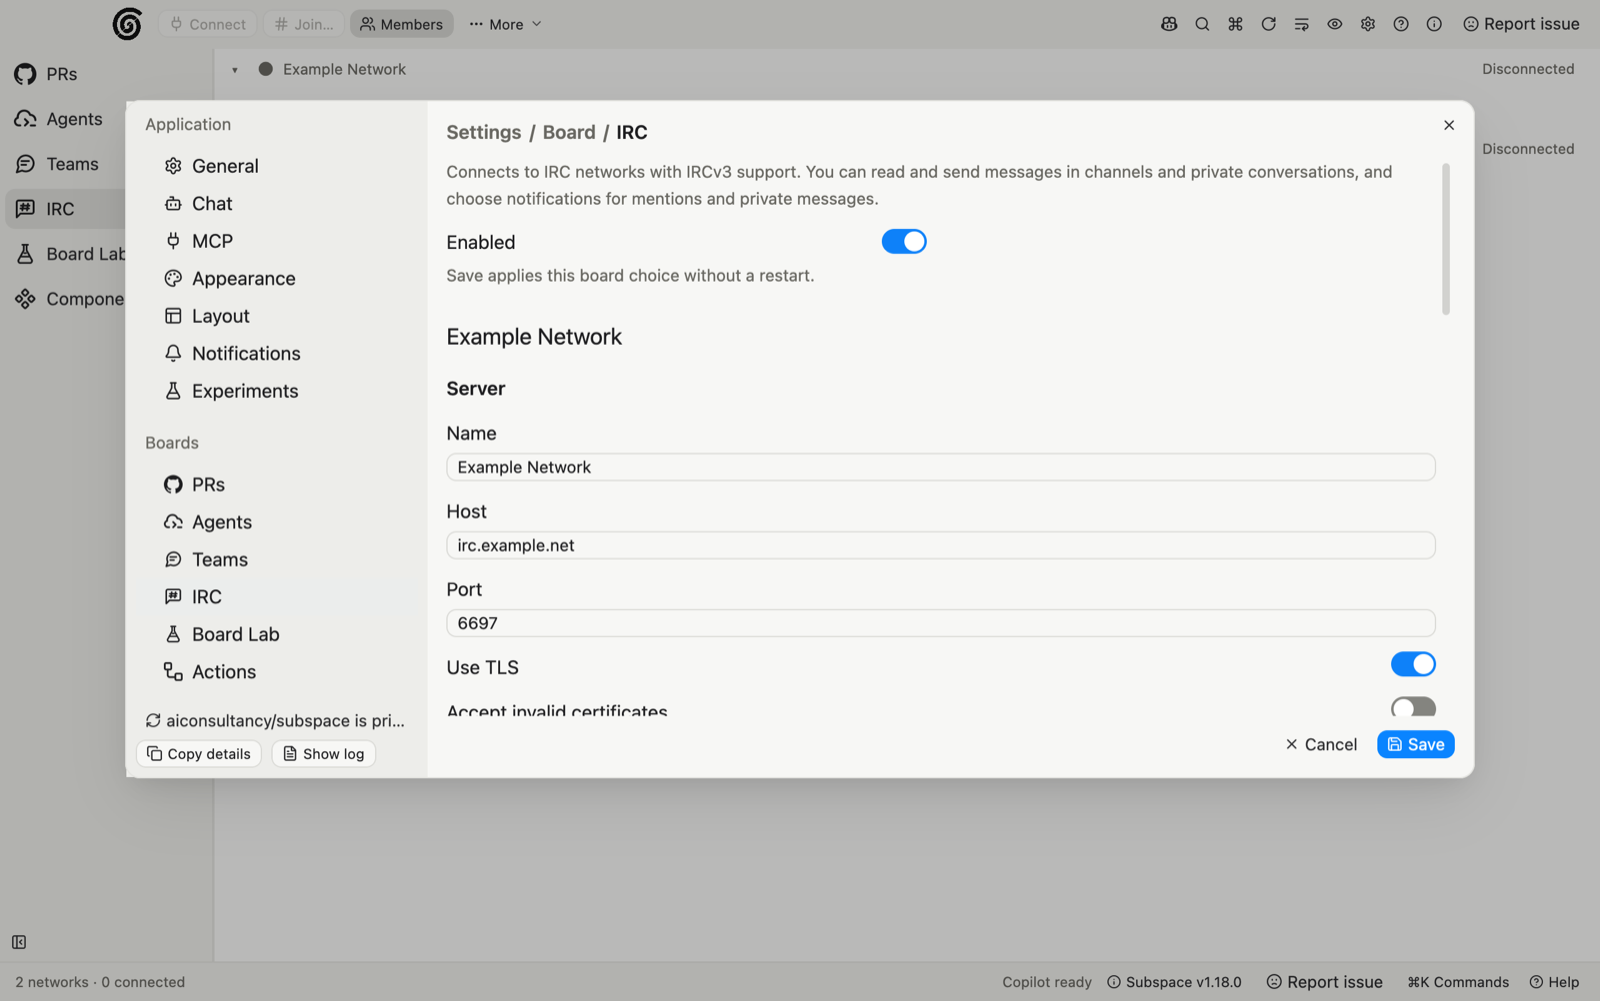 Connect
Join...
Members
More
Report issue
PRs
Agents
Teams
IRC
Board Lab
Compone
Example Network
Disconnected
Disconnected
Application
General
Chat
MCP
Appearance
Layout
Notifications
Experiments
Boards
PRs
Agents
Teams
IRC
Board Lab
Actions
aiconsultancy/subspace is pri...
Copy details
Show log
Settings / Board / IRC
Connects to IRC networks with IRCv3 support. You can read and send messages in channels and private conversations, and
choose notifications for mentions and private messages.
Enabled
Save applies this board choice without a restart.
Example Network
Server
Name
Example Network
Host
irc.example.net
Port
6697
Use TLS
Accept invalid certificates
Cancel
Save
2 networks · 0 connected
Copilot ready
Subspace v1.18.0
Report issue
⌘K Commands
Help